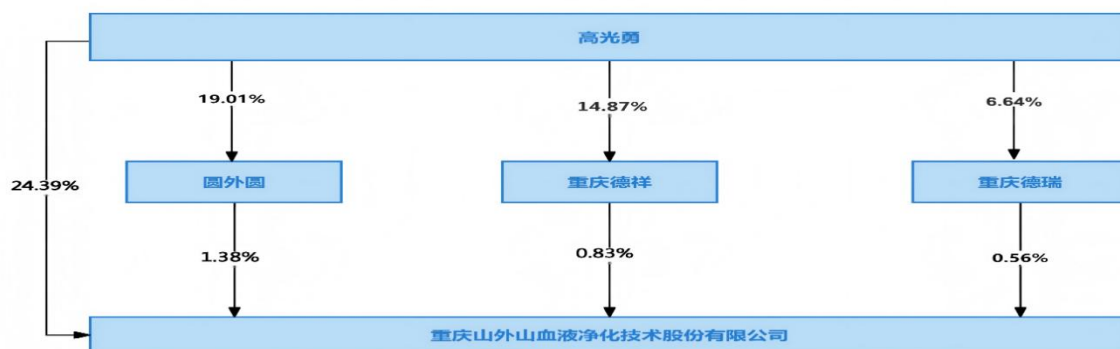 高光勇
19.01%
14.87%
6.64%
圆外圆
重庆德祥
重庆德瑞
24.39%
1.38%
0.83%
0.56%
重庆山外山血液净化技术股份有限公司